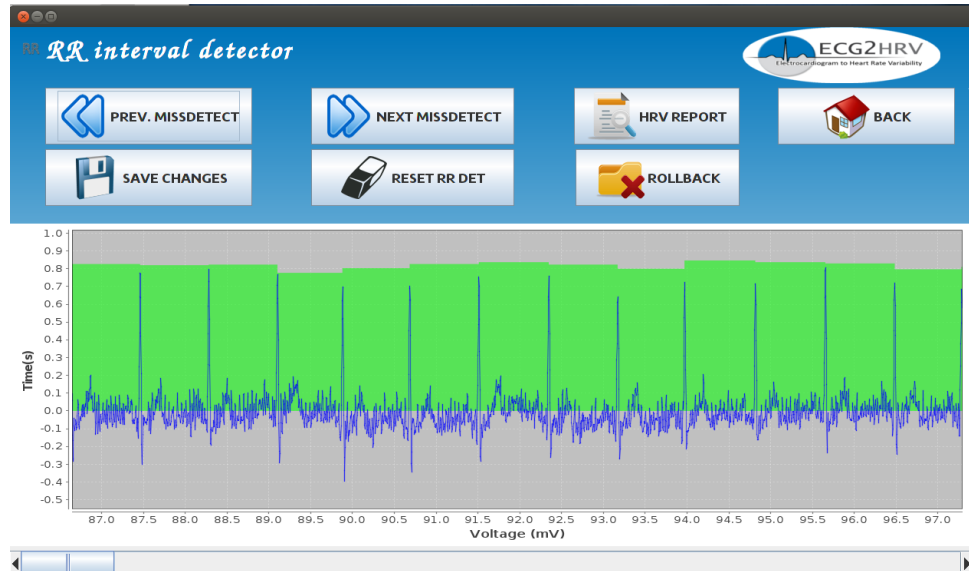 RR RR interval detector
ECG2HRV
Electrocardiogram to Heart Rate Variability
PREV. MISSDETECT
NEXT MISSDETECT
HRV REPORT
BACK
SAVE CHANGES
RESET RR DET
ROLLBACK
1.0
0.9
0.8
0.7
0.6
0.5
0.4
0.3
0.2
0.1
0.0
-0.1
-0.2
-0.3
-0.4
-0.5
Time(s)
87.0 87.5 88.0 88.5 89.0 89.5 90.0 90.5 91.0 91.5 92.0 92.5 93.0 93.5 94.0 94.5 95.0 95.5 96.0 96.5 97.0
Voltage (mV)